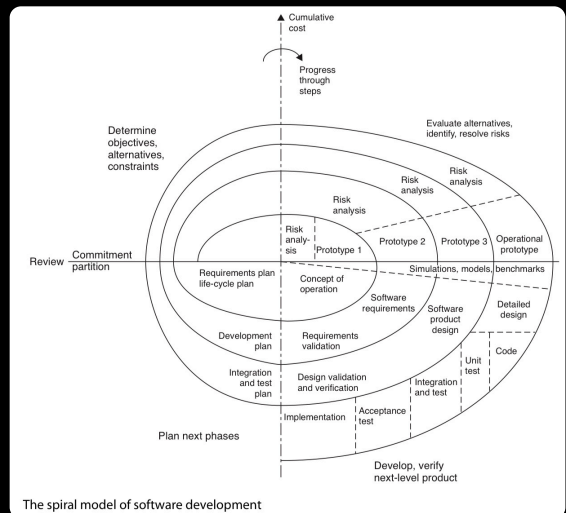 Cumulative
cost
Progress
through
steps
Evaluate alternatives,
identify, resolve risks
Determine
objectives,
alternatives,
constraints
Risk
analysis
Risk
analysis
Risk
analysis
Risk
analy-
sis
Prototype 1
Prototype 2
Prototype 3
Operational
prototype
Review
Commitment
partition
Simulations, models, benchmarks
Requirements plan
life-cycle plan
Concept of
operation
Software
requirements
Software
product
design
Detailed
design
Development
plan
Requirements
validation
Code
Unit
test
Integration
and test
plan
Design validation
and verification
Integration
and test
Acceptance
test
Implementation
Plan next phases
Develop, verify
next-level product
The spiral model of software development